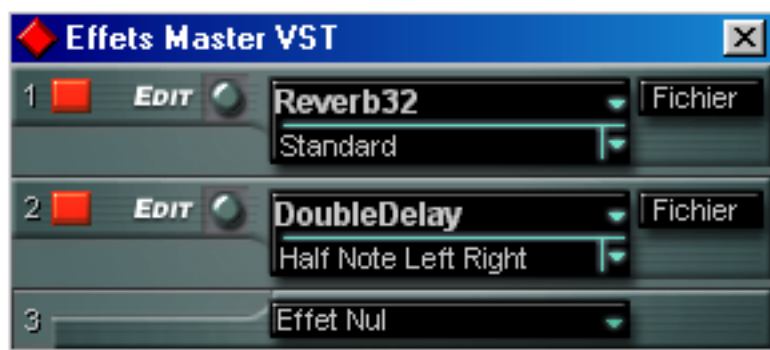 Effets Master VST
1 EDIT Reverb32 Fichier
Standard
2 EDIT DoubleDelay Fichier
Half Note Left Right
3 Effet Nul